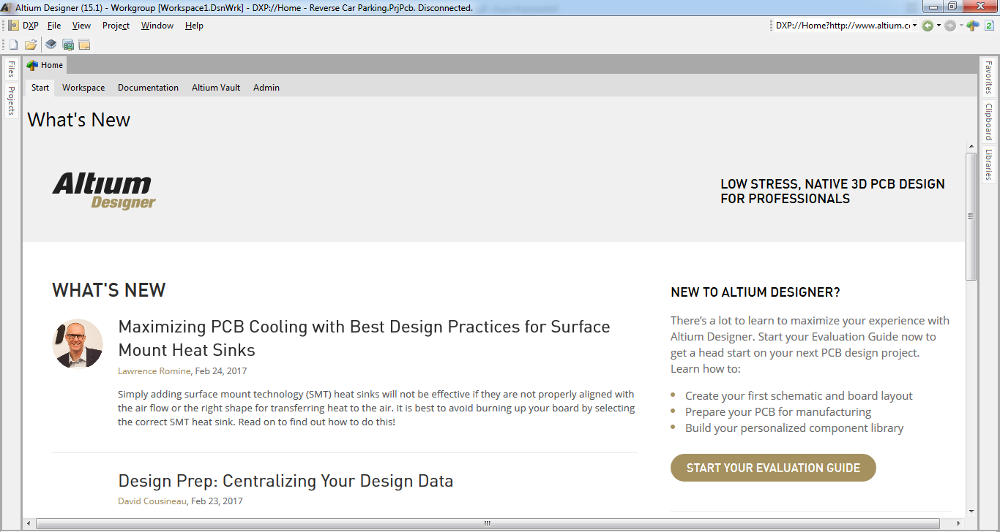 Altium Designer (15.1) - Workgroup [Workspace1.DsnWrk] - DXP://Home - Reverse Car Parking.PrjPcb. Disconnected.
DXP File View Project Window Help
DXP://Home?http://www.altium.c
Files
Projects
Home
Start Workspace Documentation Altium Vault Admin
What's New
Altium
Designer
LOW STRESS, NATIVE 3D PCB DESIGN
FOR PROFESSIONALS
WHAT'S NEW
Maximizing PCB Cooling with Best Design Practices for Surface
Mount Heat Sinks
Lawrence Romine, Feb 24, 2017
Simply adding surface mount technology (SMT) heat sinks will not be effective if they are not properly aligned with
the air flow or the right shape for transferring heat to the air. It is best to avoid burning up your board by selecting
the correct SMT heat sink. Read on to find out how to do this!
Design Prep: Centralizing Your Design Data
David Cousineau, Feb 23, 2017
NEW TO ALTIUM DESIGNER?
There's a lot to learn to maximize your experience with
Altium Designer. Start your Evaluation Guide now to
get a head start on your next PCB design project.
Learn how to:
• Create your first schematic and board layout
• Prepare your PCB for manufacturing
• Build your personalized component library
START YOUR EVALUATION GUIDE
Favorites
Clipboard
Libraries